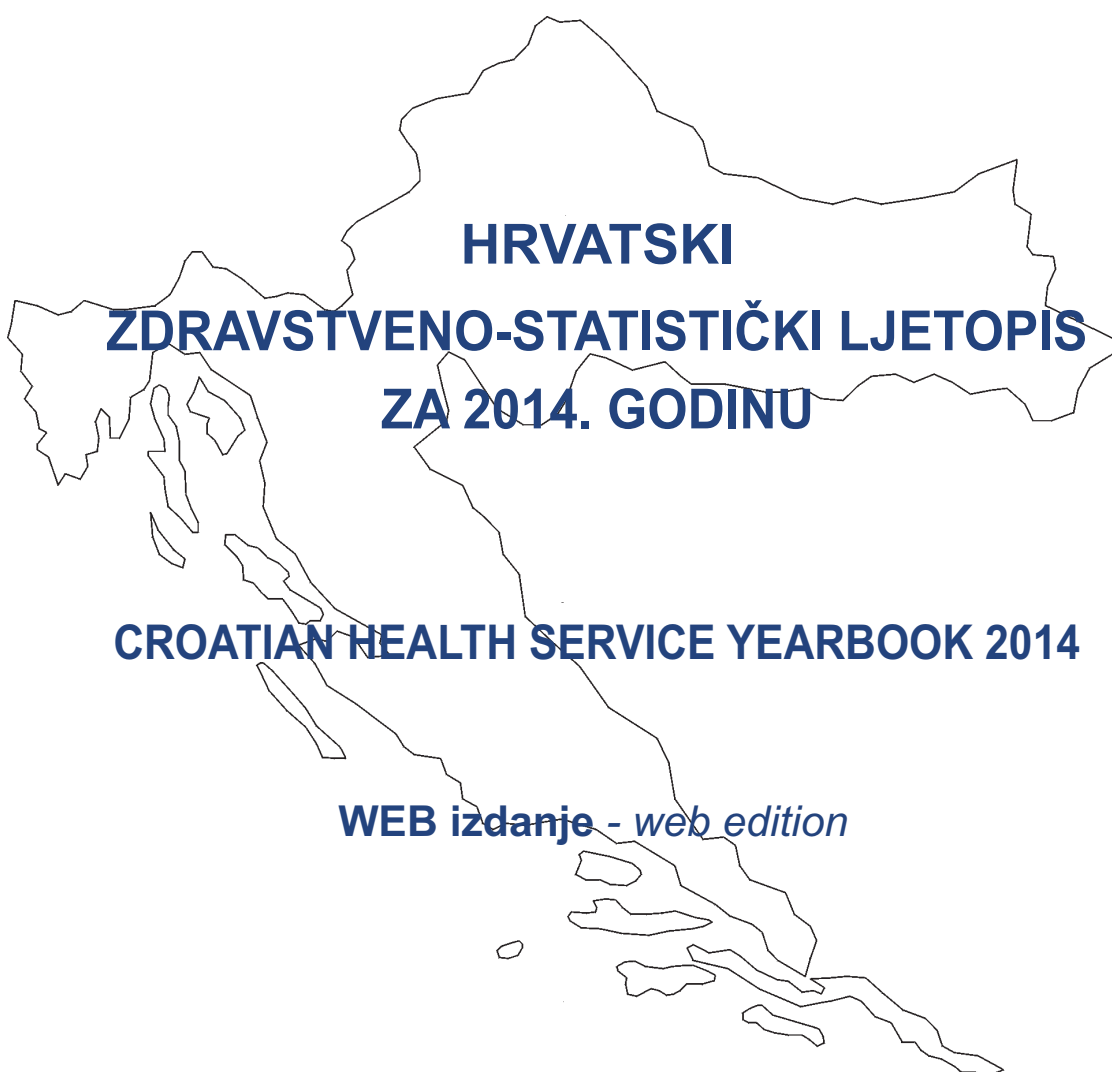 HRVATSKI
ZDRAVSTVENO-STATISTIČKI LJETOPIS
ZA 2014. GODINU
CROATIAN HEALTH SERVICE YEARBOOK 2014
WEB izdanje - web edition